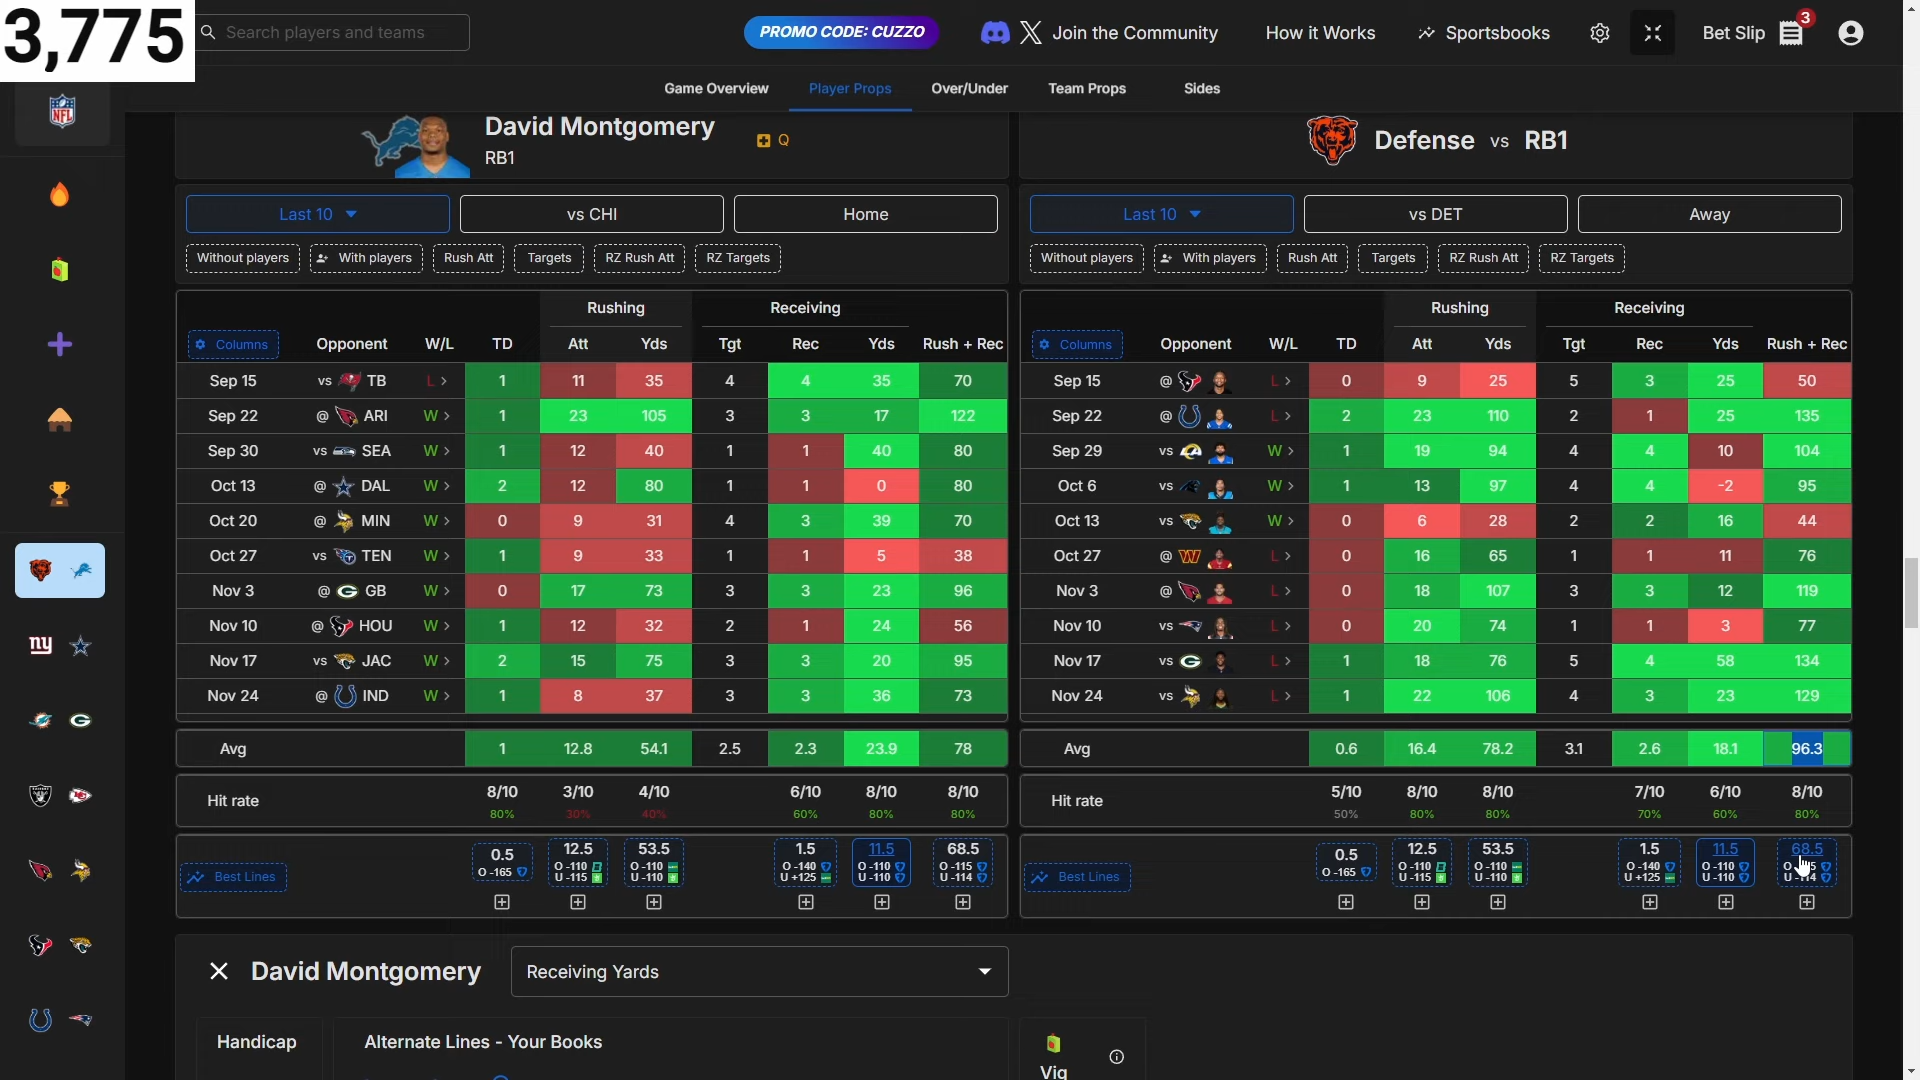 3,775
Search players and teams
PROMO CODE: CUZZO
Join the Community
How it Works
Sportsbooks
Bet Slip
3
Game Overview
Player Props
Over/Under
Team Props
Sides
NFL
David Montgomery
Q
RB1
Defense vs RB1
Last 10
vs CHI
Home
Last 10
vs DET
Away
Without players
With players
Rush Att
Targets
RZ Rush Att
RZ Targets
Without players
With players
Rush Att
Targets
RZ Rush Att
RZ Targets
Rushing Receiving
Columns Opponent W/L TD Att Yds Tgt Rec Yds Rush + Rec
Sep 15 vs TB L > 1 11 35 4 4 35 70
Sep 22 @ ARI W > 1 23 105 3 3 17 122
Sep 30 vs SEA W > 1 12 40 1 1 40 80
Oct 13 @ DAL W > 2 12 80 1 1 0 80
Oct 20 @ MIN W > 0 9 31 4 3 39 70
Oct 27 vs TEN W > 1 9 33 1 1 5 38
Nov 3 @ GB W > 0 17 73 3 3 23 96
Nov 10 @ HOU W > 1 12 32 2 1 24 56
Nov 17 vs JAC W > 2 15 75 3 3 20 95
Nov 24 @ IND W > 1 8 37 3 3 36 73
Avg 1 12.8 54.1 2.5 2.3 23.9 78
Hit rate 8/10 3/10 4/10 6/10 8/10 8/10
80% 30% 40% 60% 80% 80%
Best Lines 0.5 12.5 53.5 1.5 11.5 68.5
O -165 O -110 O -110 O -140 O -110 O -115
U -115 U -110 U +125 U -110 U -114
Rushing Receiving
Columns Opponent W/L TD Att Yds Tgt Rec Yds Rush + Rec
Sep 15 @ L > 0 9 25 5 3 25 50
Sep 22 @ L > 2 23 110 2 1 25 135
Sep 29 vs W > 1 19 94 4 4 10 104
Oct 6 vs W > 1 13 97 4 4 -2 95
Oct 13 vs W > 0 6 28 2 2 16 44
Oct 27 @ L > 0 16 65 1 1 11 76
Nov 3 @ L > 0 18 107 3 3 12 119
Nov 10 vs L > 0 20 74 1 1 3 77
Nov 17 vs L > 1 18 76 5 4 58 134
Nov 24 vs L > 1 22 106 4 3 23 129
Avg 0.6 16.4 78.2 3.1 2.6 18.1 96.3
Hit rate 5/10 8/10 8/10 7/10 6/10 8/10
50% 80% 80% 70% 60% 80%
Best Lines 0.5 12.5 53.5 1.5 11.5 68.5
O -165 O -110 O -110 O -140 O -110
U -115 U -110 U +125 U -110
David Montgomery
Receiving Yards
Handicap
Alternate Lines - Your Books
Vig